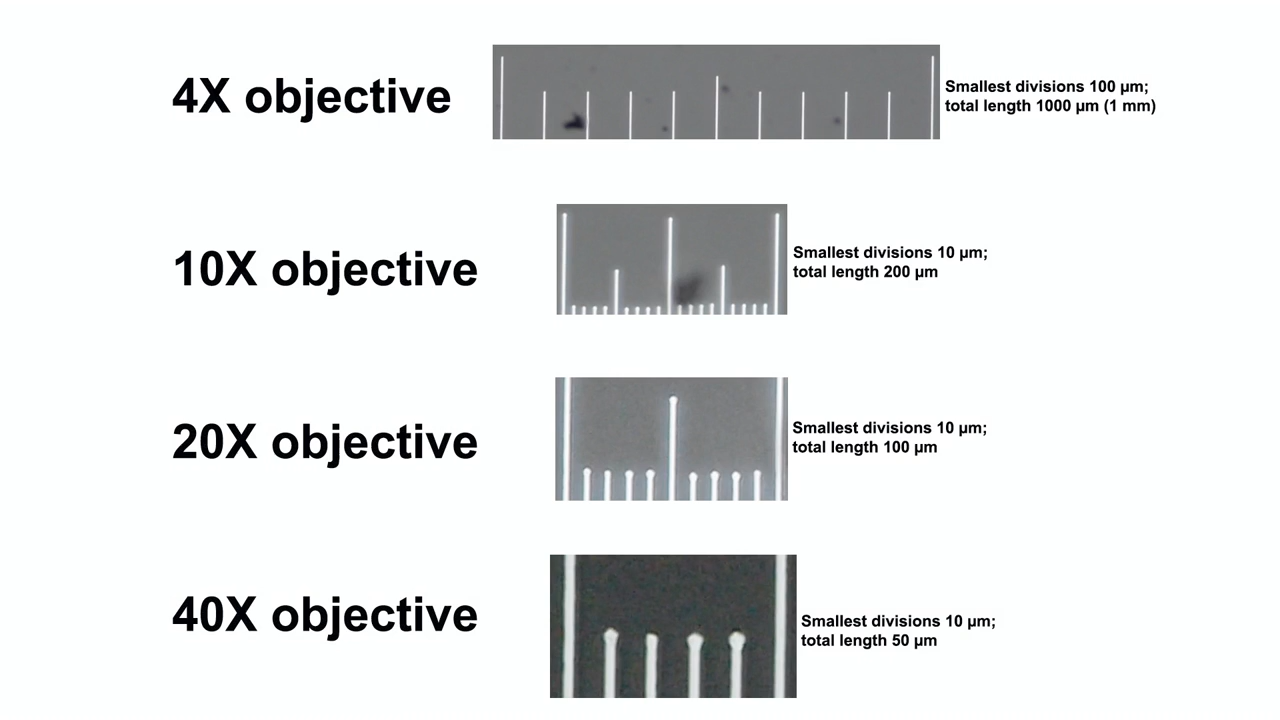 4X objective
Smallest divisions 100 µm;
total length 1000 µm (1 mm)
10X objective
Smallest divisions 10 µm;
total length 200 µm
20X objective
Smallest divisions 10 µm;
total length 100 µm
40X objective
Smallest divisions 10 µm;
total length 50 µm